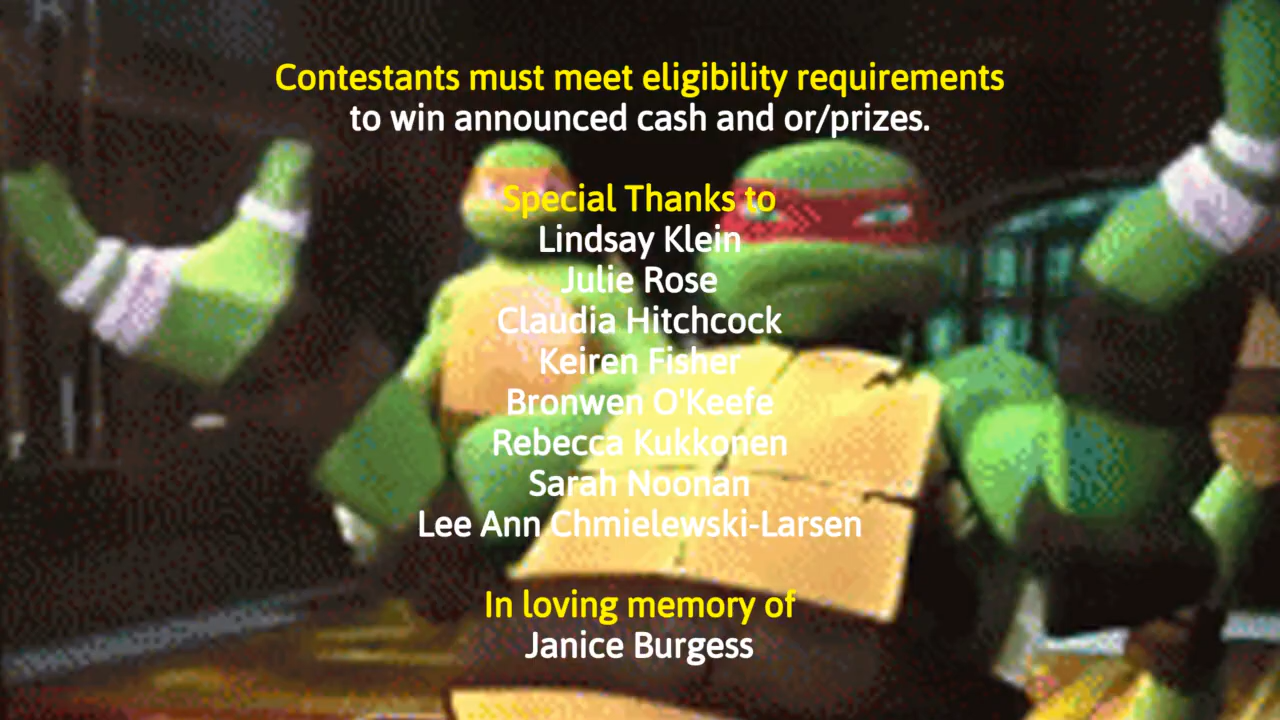 Contestants must meet eligibility requirements
to win announced cash and or/prizes.
Special Thanks to
Lindsay Klein
Julie Rose
Claudia Hitchcock
Keiren Fisher
Bronwen O'Keefe
Rebecca Kukkonen
Sarah Noonan
Lee Ann Chmielewski-Larsen
In loving memory of
Janice Burgess